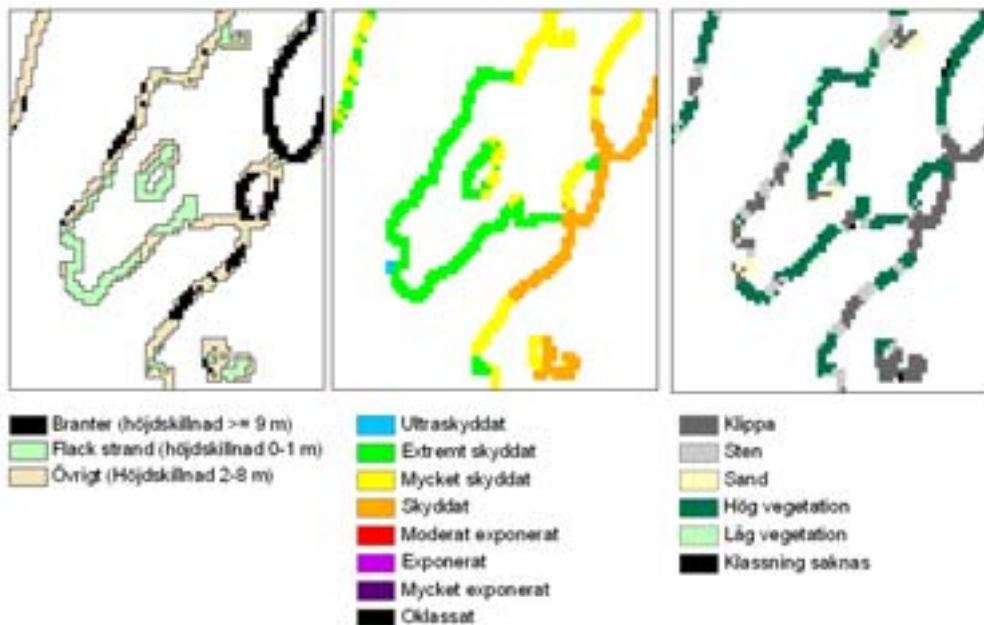 Branter (höjdskillnad >= 9 m)
Flack strand (höjdskillnad 0-1 m)
Övrigt (Höjdskillnad 2-8 m)
Ultraskyddat
Extremt skyddat
Mycket skyddat
Skyddat
Moderat exponerat
Exponerat
Mycket exponerat
Oklassat
Klippa
Sten
Sand
Hög vegetation
Låg vegetation
Klassning saknas